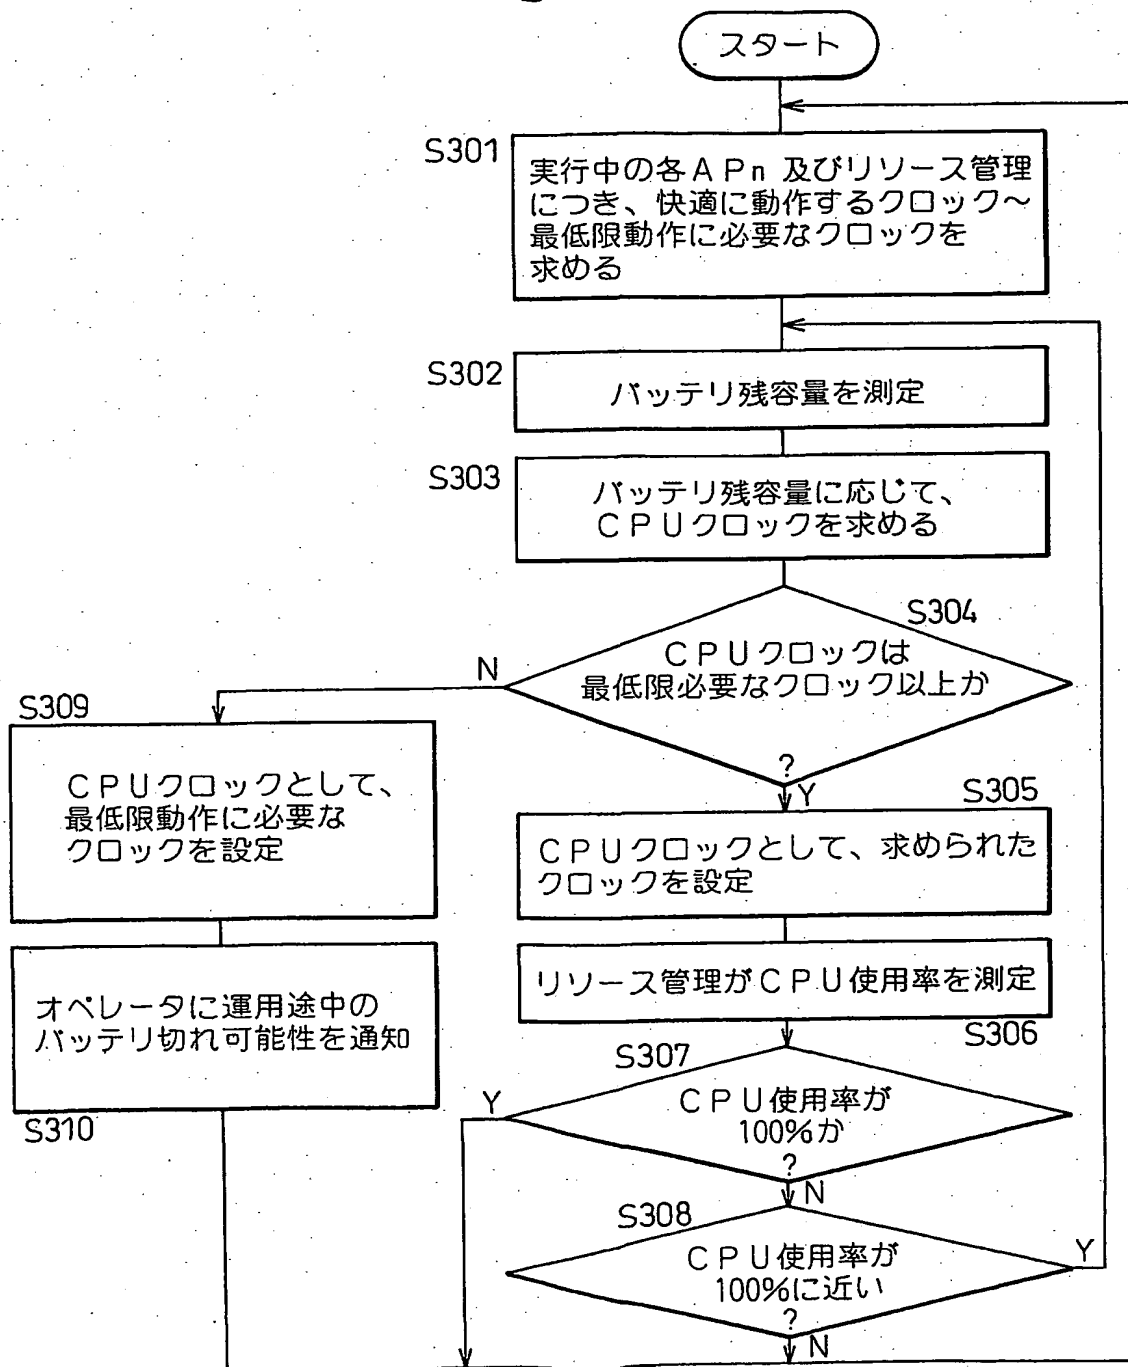 スタート
S301
実行中の各APn 及びリソース管理
につき、快適に動作するクロック～
最低限動作に必要なクロックを
求める
S302
バッテリ残容量を測定
S303
バッテリ残容量に応じて、
CPUクロックを求める
S304
CPUクロックは
最低限必要なクロック以上か
?
N
Y
S309
CPUクロックとして、
最低限動作に必要な
クロックを設定
S305
CPUクロックとして、求められた
クロックを設定
オペレータに運用途中の
バッテリ切れ可能性を通知
S310
リソース管理がCPU使用率を測定
S306
S307
CPU使用率が
100%か
?
Y
N
S308
CPU使用率が
100%に近い
?
Y
N